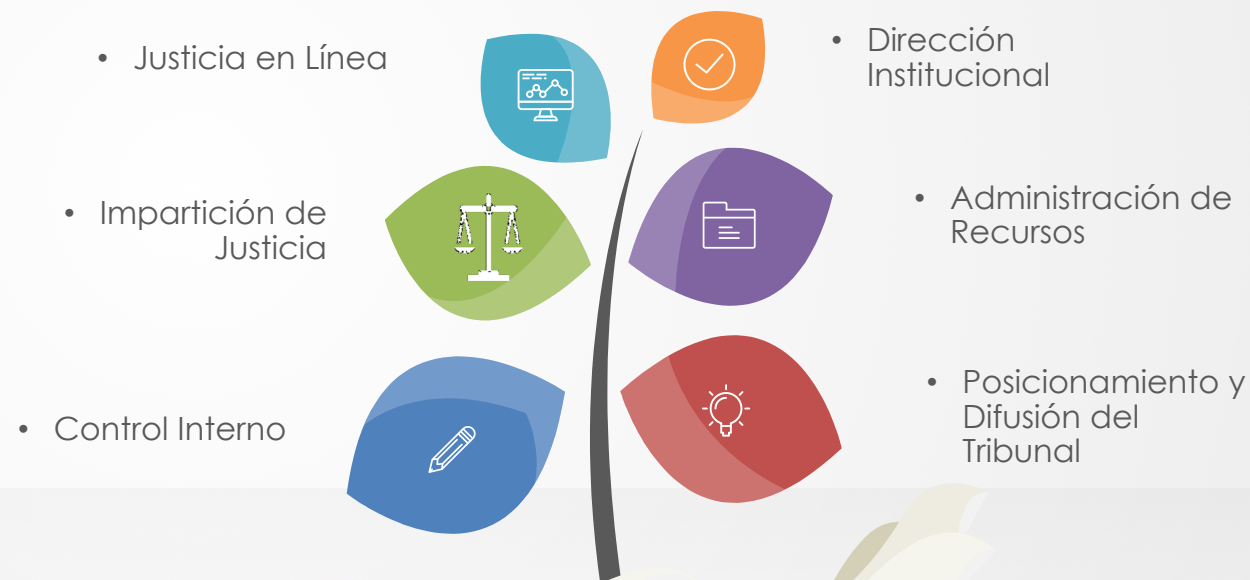 • Justicia en Línea
• Impartición de
Justicia
• Control Interno
• Dirección
Institucional
• Administración de
Recursos
• Posicionamiento y
Difusión del
Tribunal